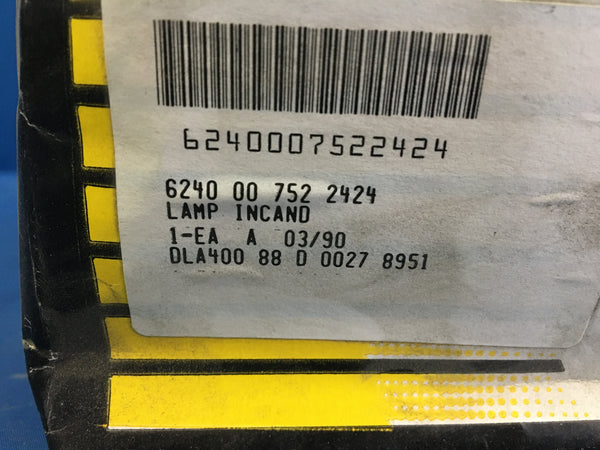 6240007522424
6240 00 752 2424
LAMP INCAND
1-EA A 03/90
DLA400 88 D 0027 8951